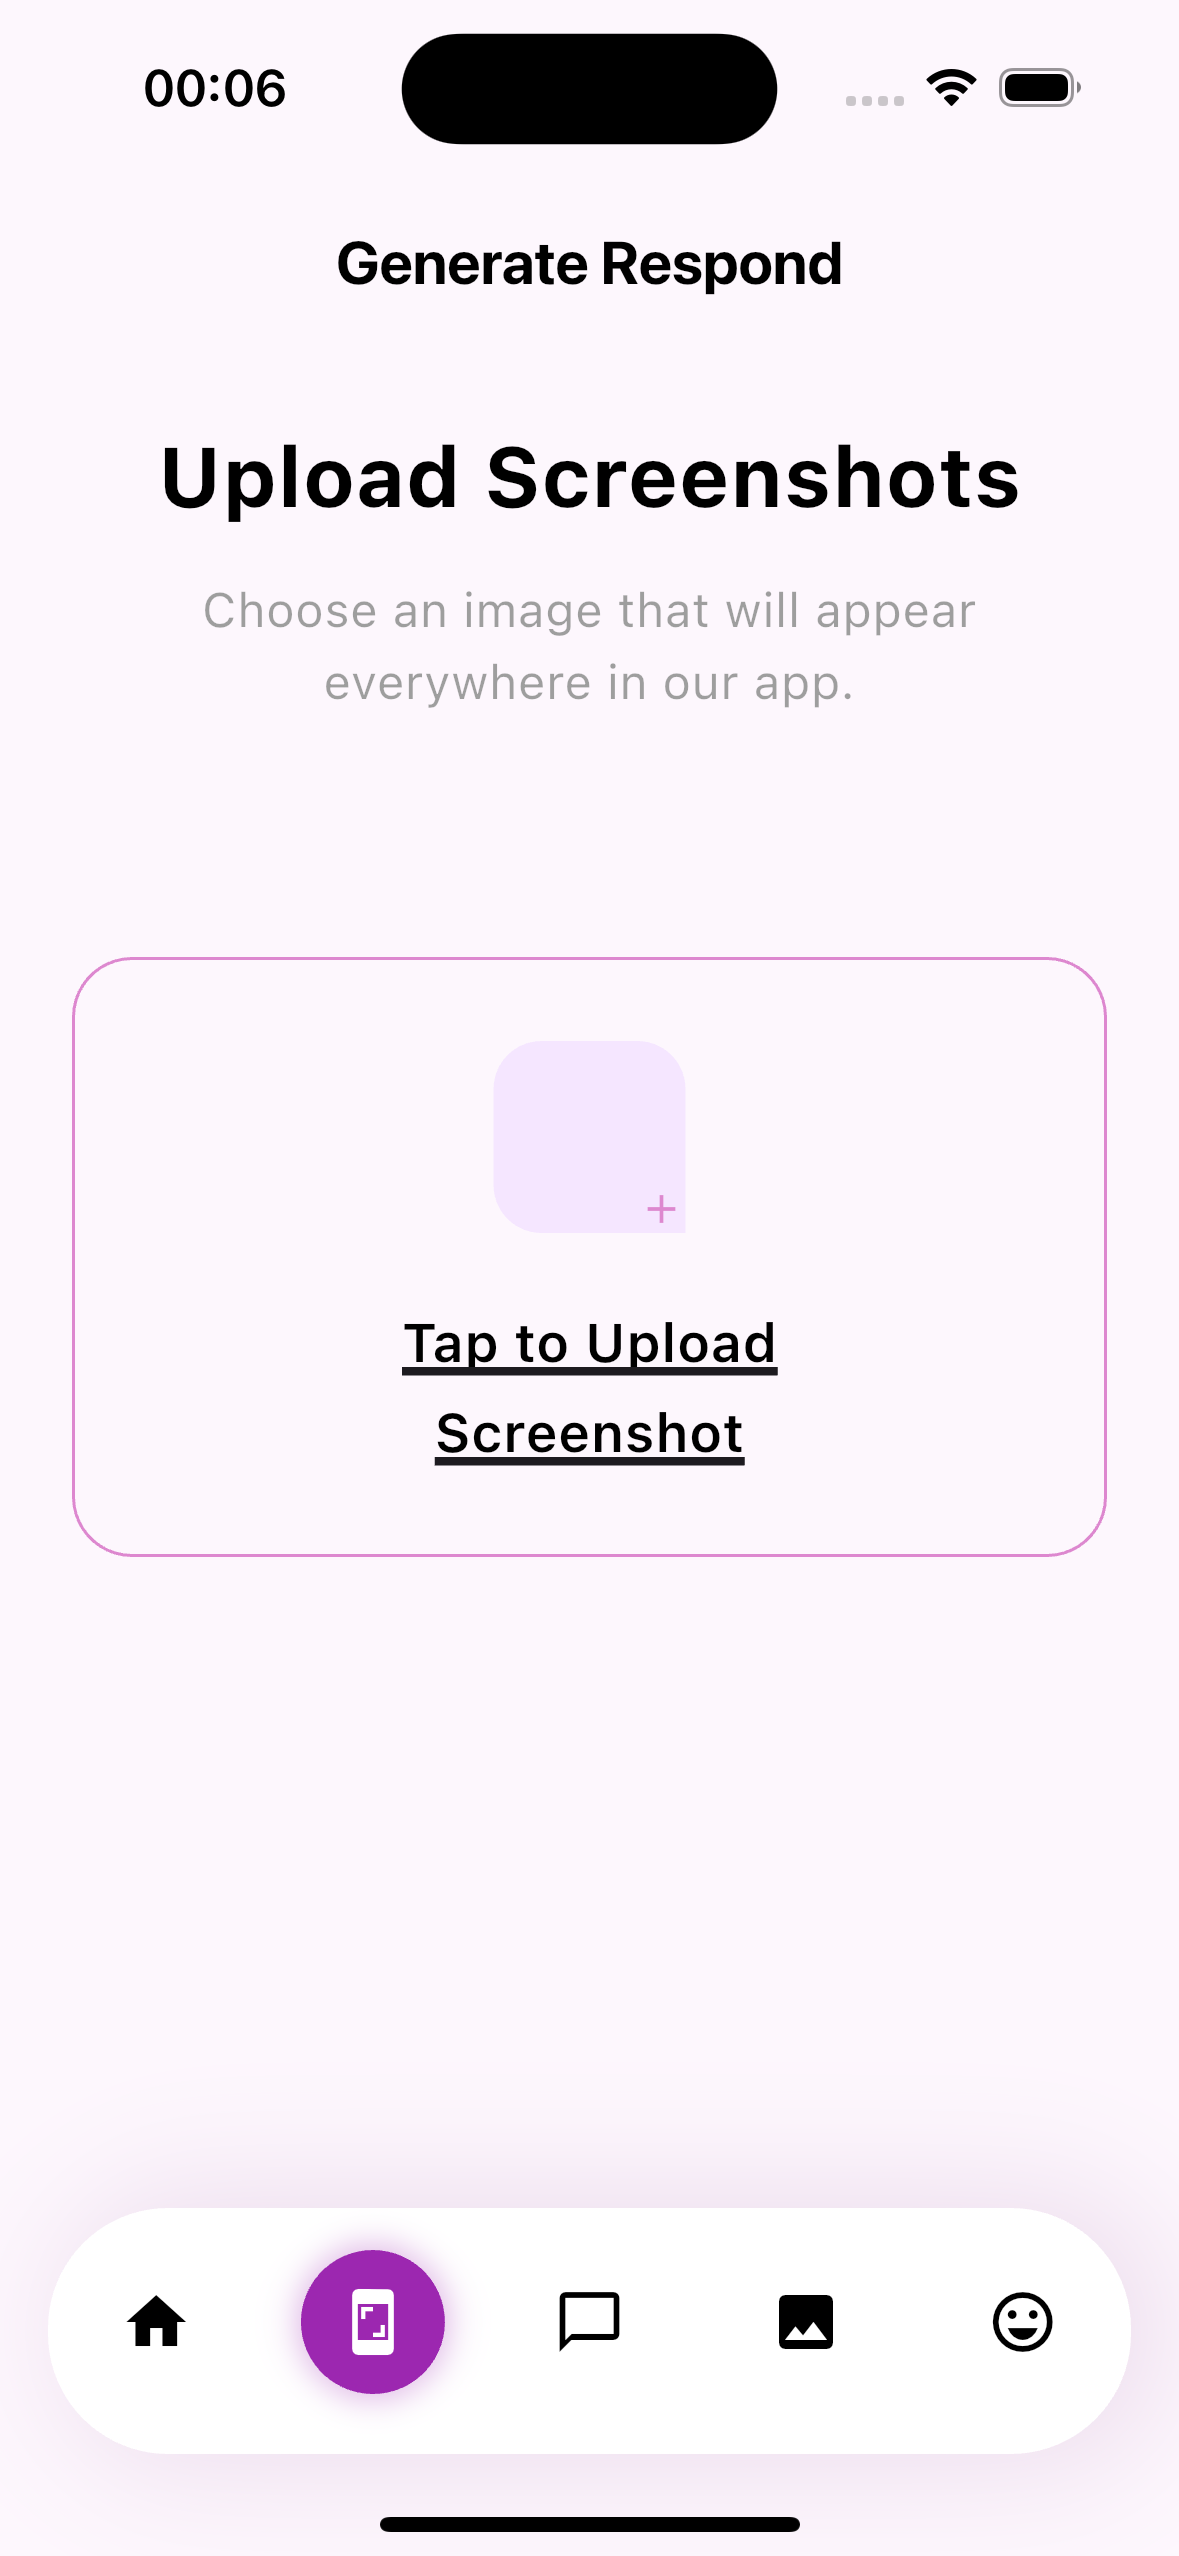 00:06
Generate Respond
Upload Screenshots
Choose an image that will appear
everywhere in our app.
Tap to Upload
Screenshot